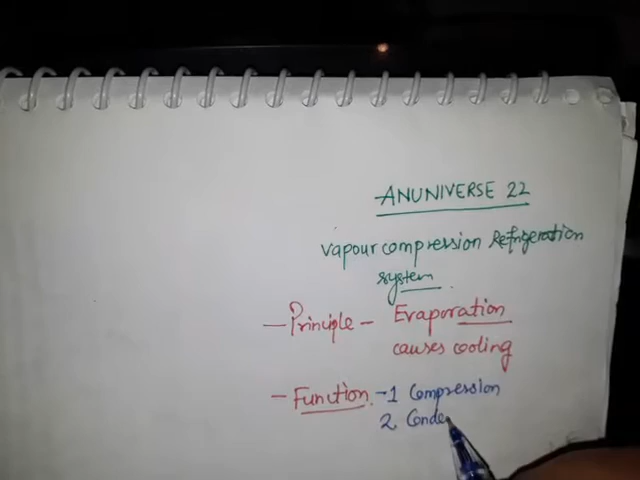 ANUNIVERSE 22
vapour compression Refrigeration
system.
- Principle - Evaporation
causes cooling
- Function. - 1 Compression
2 Conde